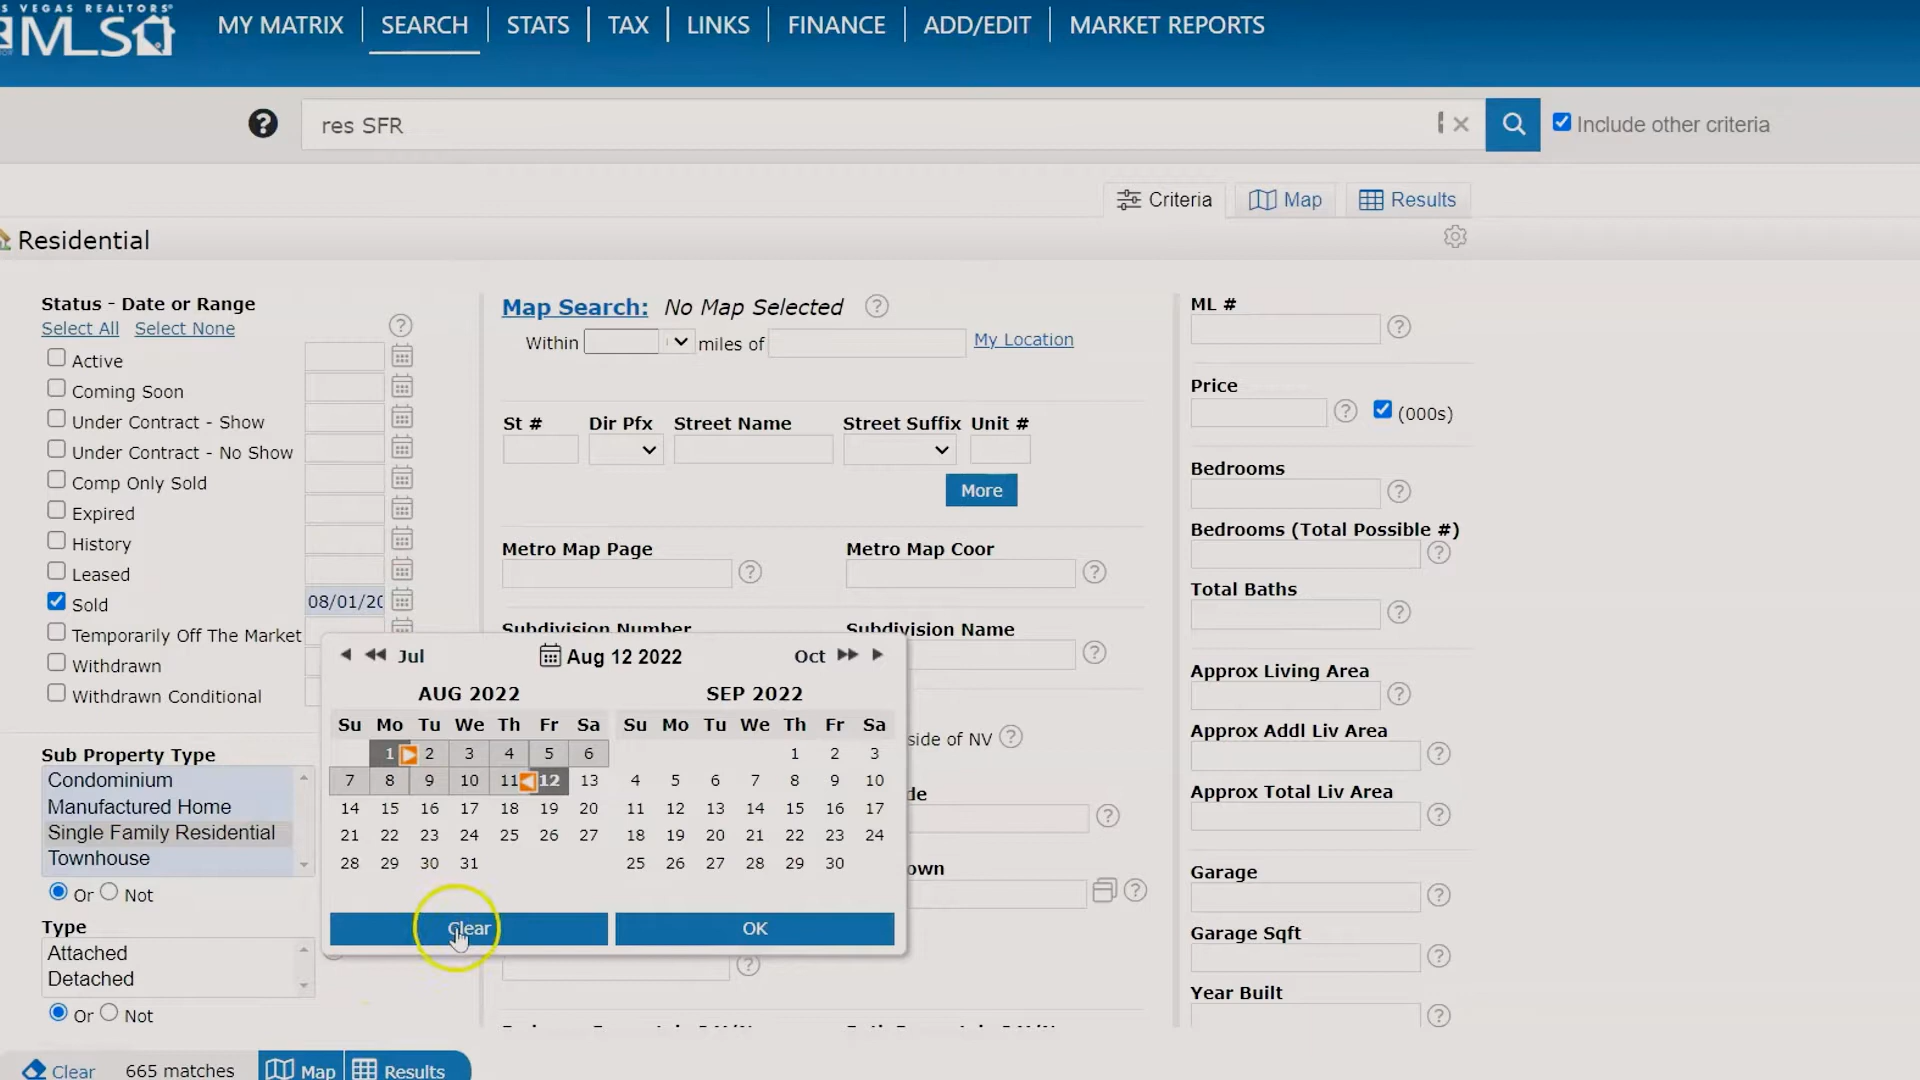 S VEGAS REALTORS®
MLS
MY MATRIX
SEARCH
STATS
TAX
LINKS
FINANCE
ADD/EDIT
MARKET REPORTS
res SFR
Include other criteria
Criteria
Map
Results
Residential
Status - Date or Range
Select All Select None
Active
Coming Soon
Under Contract - Show
Under Contract - No Show
Comp Only Sold
Expired
History
Leased
Sold 08/01/20
Temporarily Off The Market
Withdrawn
Withdrawn Conditional
Sub Property Type
Condominium
Manufactured Home
Single Family Residential
Townhouse
Or Not
Type
Attached
Detached
Or Not
Map Search: No Map Selected
Within miles of My Location
St # Dir Pfx Street Name Street Suffix Unit #
More
Metro Map Page Metro Map Coor
Subdivision Number Subdivision Name
Jul Aug 12 2022 Oct
AUG 2022 SEP 2022
Su Mo Tu We Th Fr Sa Su Mo Tu We Th Fr Sa
1 2 3 4 5 6 1 2 3
7 8 9 10 11 12 13 4 5 6 7 8 9 10
14 15 16 17 18 19 20 11 12 13 14 15 16 17
21 22 23 24 25 26 27 18 19 20 21 22 23 24
28 29 30 31 25 26 27 28 29 30
Clear OK
side of NV
de
own
ML #
Price
(000s)
Bedrooms
Bedrooms (Total Possible #)
Total Baths
Approx Living Area
Approx Addl Liv Area
Approx Total Liv Area
Garage
Garage Sqft
Year Built
Clear 665 matches Map Results